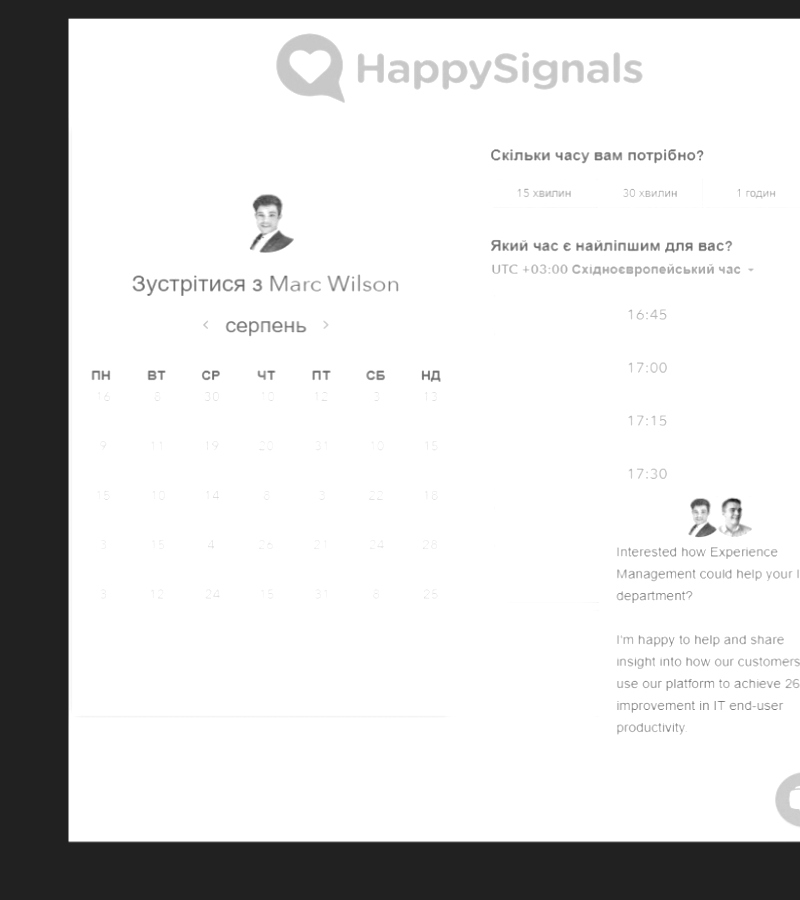 HappySignals
Зустрітися з Marc Wilson
серпень
ПН ВТ СР ЧТ ПТ СБ НД
16 8 30 10 12 3 13
9 11 19 20 31 10 15
15 10 14 8 3 22 18
3 15 4 26 21 24 28
3 12 24 15 31 8 25
Скільки часу вам потрібно?
15 хвилин 30 хвилин 1 годин
Який час є найліпшим для вас?
UTC +03:00 Східноєвропейський час
16:45
17:00
17:15
17:30
Interested how Experience
Management could help your
department?
I'm happy to help and share
insight into how our customers
use our platform to achieve 26
improvement in IT end-user
productivity.